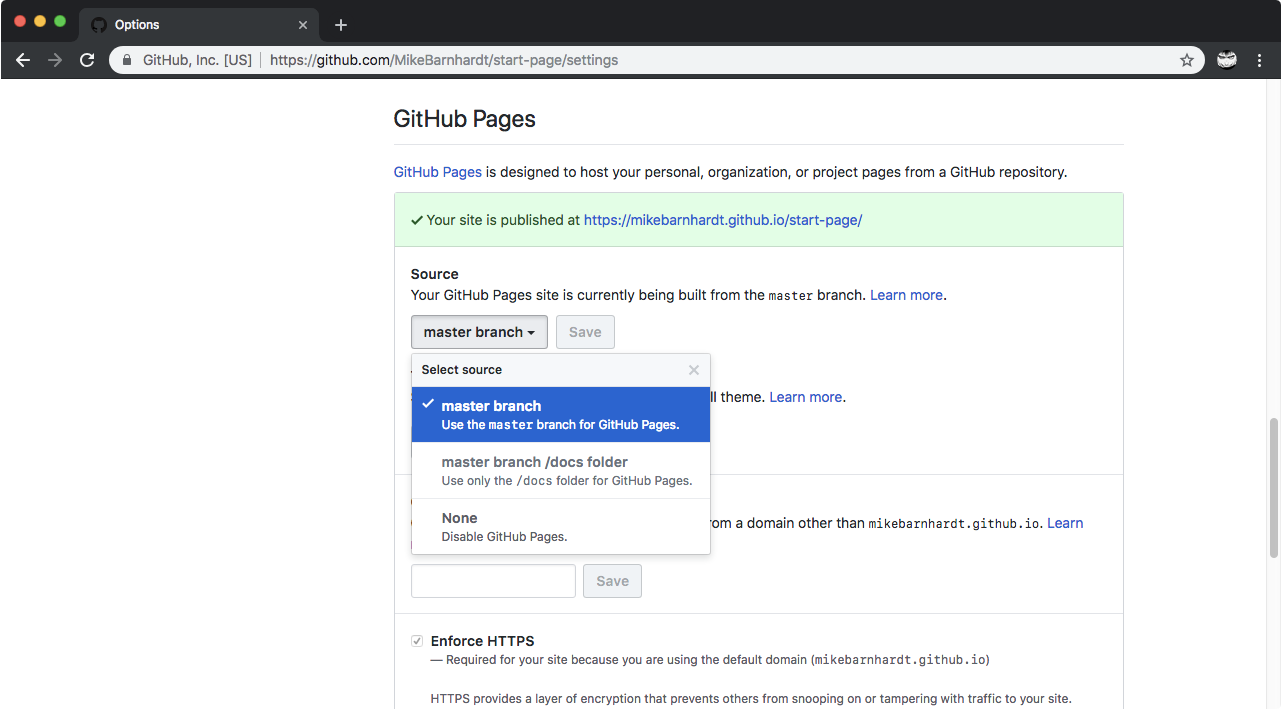 Options
GitHub, Inc. [US] https://github.com/MikeBarnhardt/start-page/settings
GitHub Pages
GitHub Pages is designed to host your personal, organization, or project pages from a GitHub repository.
Your site is published at https://mikebarnhardt.github.io/start-page/
Source
Your GitHub Pages site is currently being built from the master branch. Learn more.
master branch Save
Select source
master branch
Use the master branch for GitHub Pages.
ll theme. Learn more.
master branch /docs folder
Use only the /docs folder for GitHub Pages.
None
Disable GitHub Pages.
om a domain other than mikebarnhardt.github.io. Learn
Save
Enforce HTTPS
— Required for your site because you are using the default domain (mikebarnhardt.github.io)
HTTPS provides a layer of encryption that prevents others from snooping on or tampering with traffic to your site.